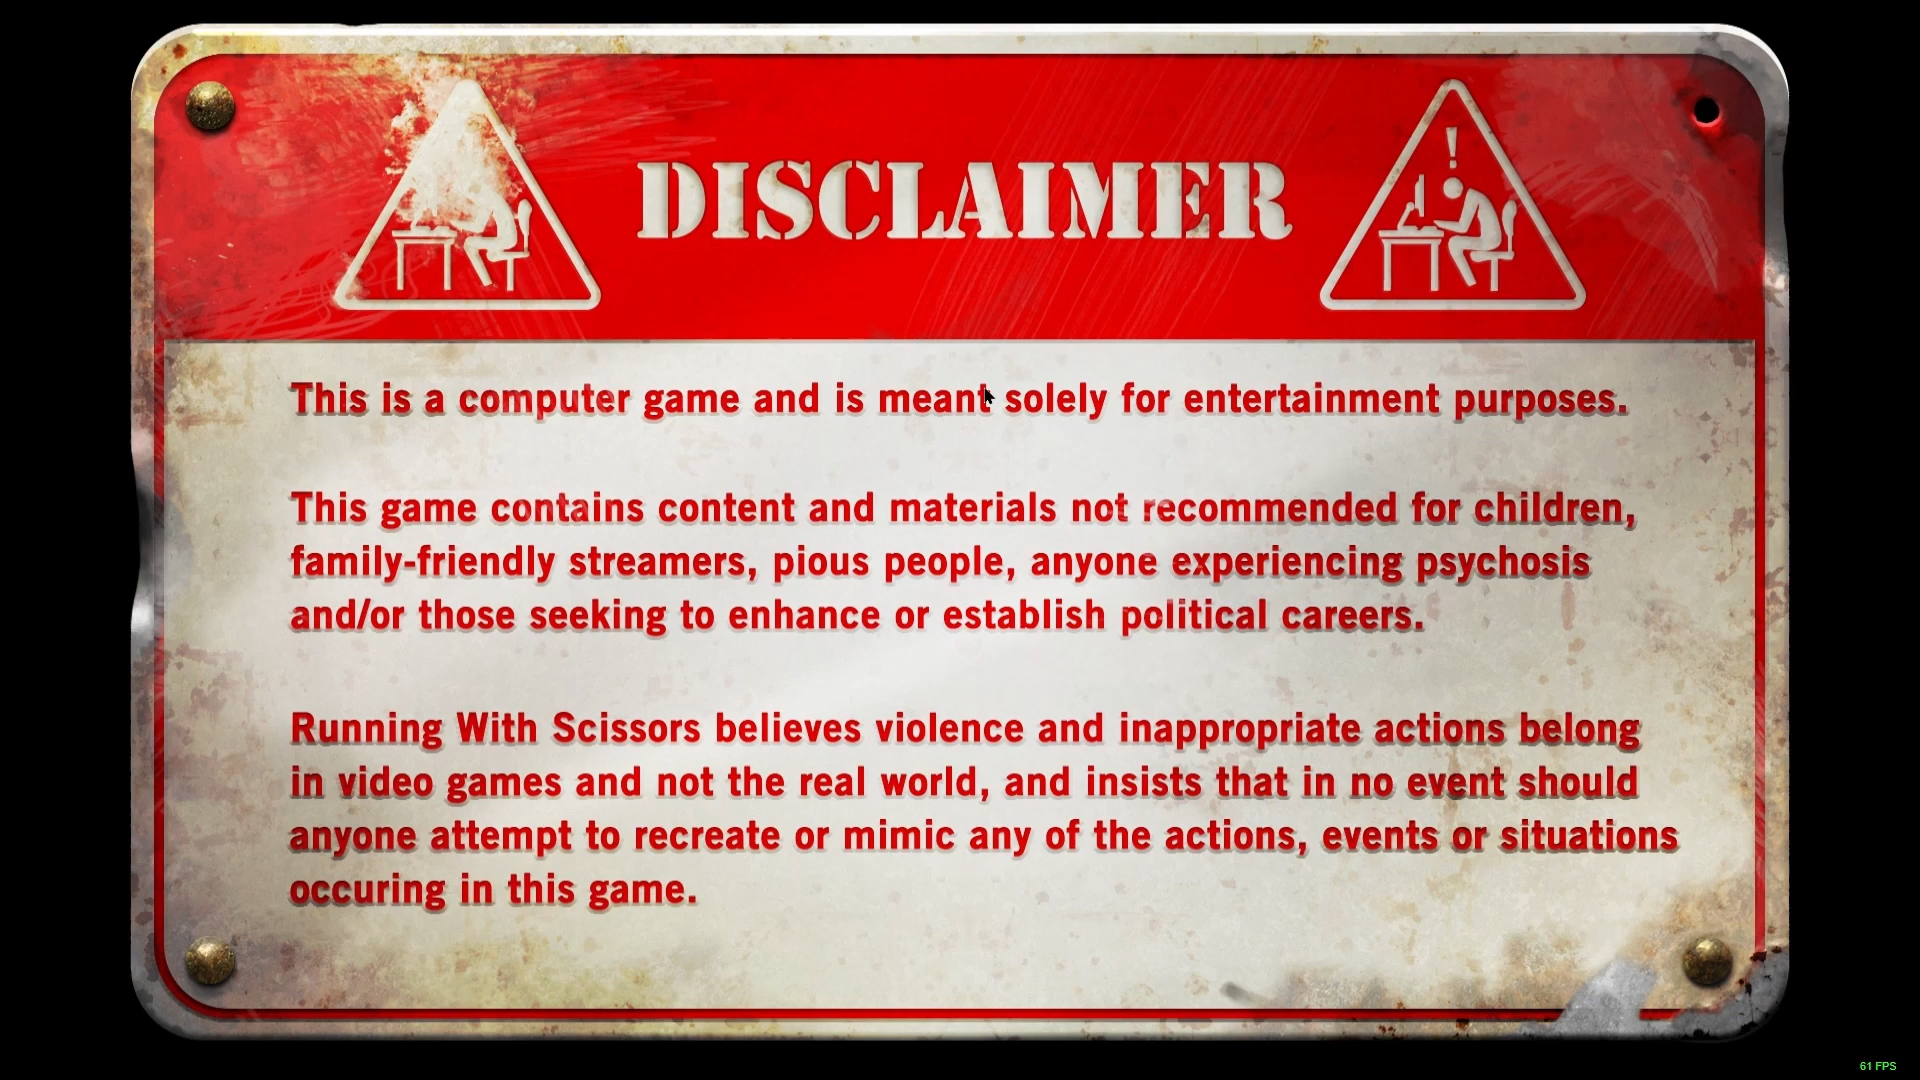 DISCLAIMER
This is a computer game and is meant solely for entertainment purposes.
This game contains content and materials not recommended for children,
family-friendly streamers, pious people, anyone experiencing psychosis
and/or those seeking to enhance or establish political careers.
Running With Scissors believes violence and inappropriate actions belong
in video games and not the real world, and insists that in no event should
anyone attempt to recreate or mimic any of the actions, events or situations
occuring in this game.
61 FPS